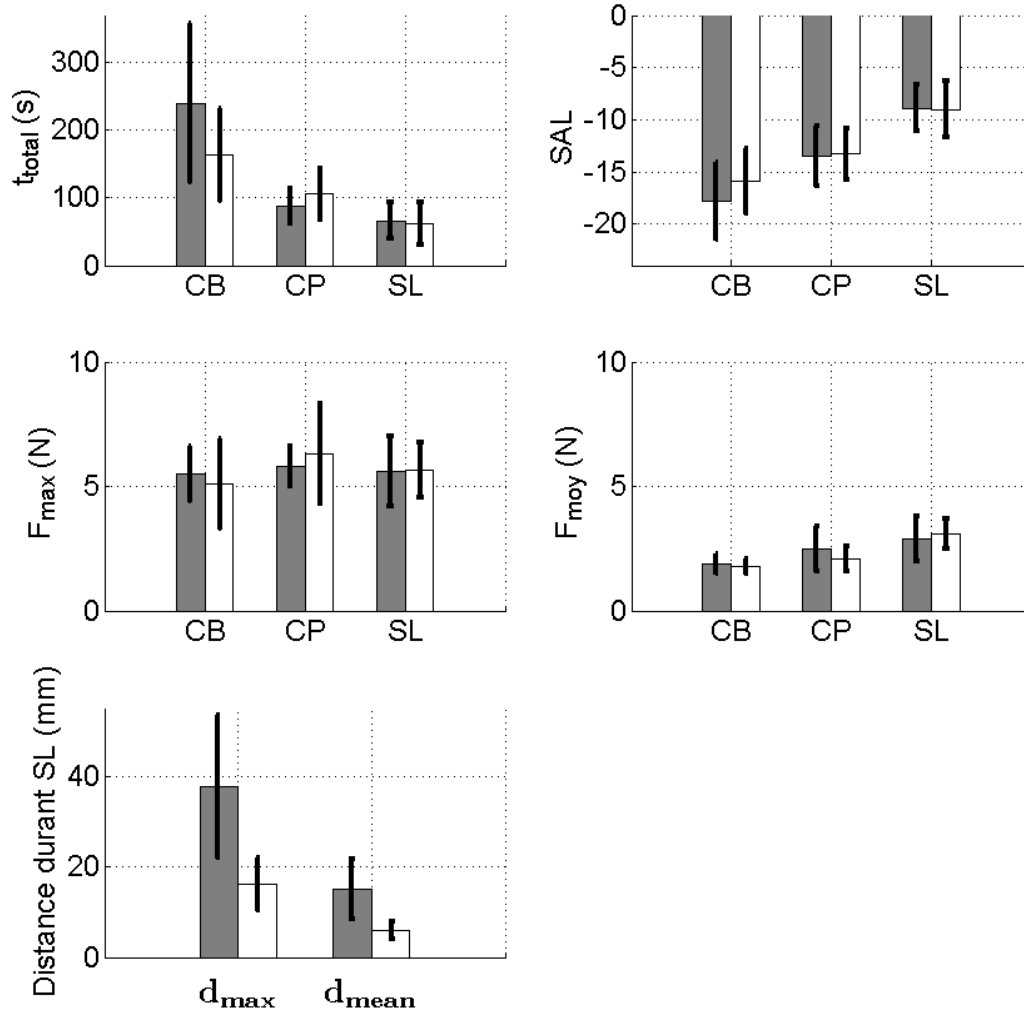 t_total (s)
300
200
100
0
CB CP SL
SAL
0
-5
-10
-15
-20
CB CP SL
F_max (N)
10
5
0
CB CP SL
F_moy (N)
10
5
0
CB CP SL
Distance durant SL (mm)
40
20
0
d_max d_mean